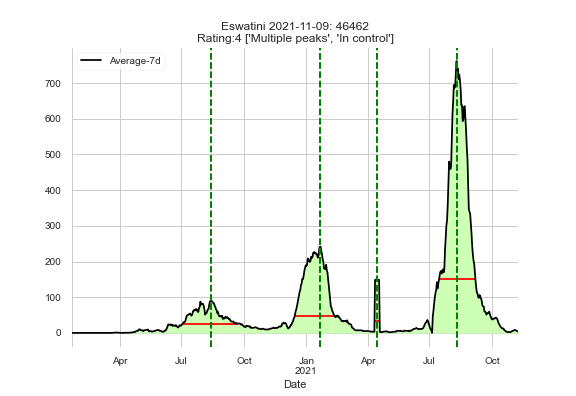 Eswatini 2021-11-09: 46462
Rating:4 ['Multiple peaks', 'In control']
Average-7d
700
600
500
400
300
200
100
0
Apr Jul Oct Jan Apr Jul Oct
2021
Date